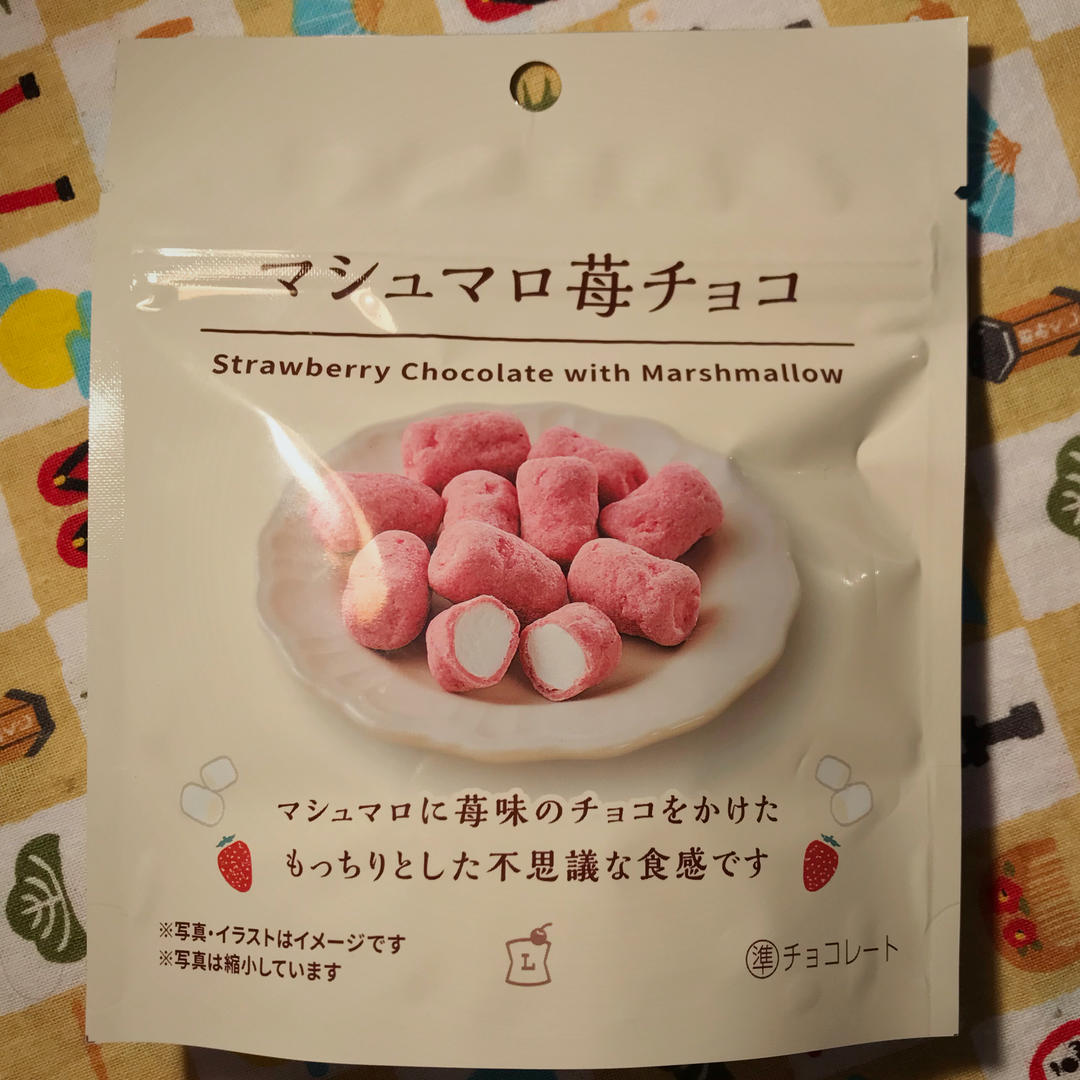 マシュマロ苺チョコ
Strawberry Chocolate with Marshmallow
マシュマロに苺味のチョコをかけた
もっちりとした不思議な食感です
※写真・イラストはイメージです
※写真は縮小しています
L
準チョコレート